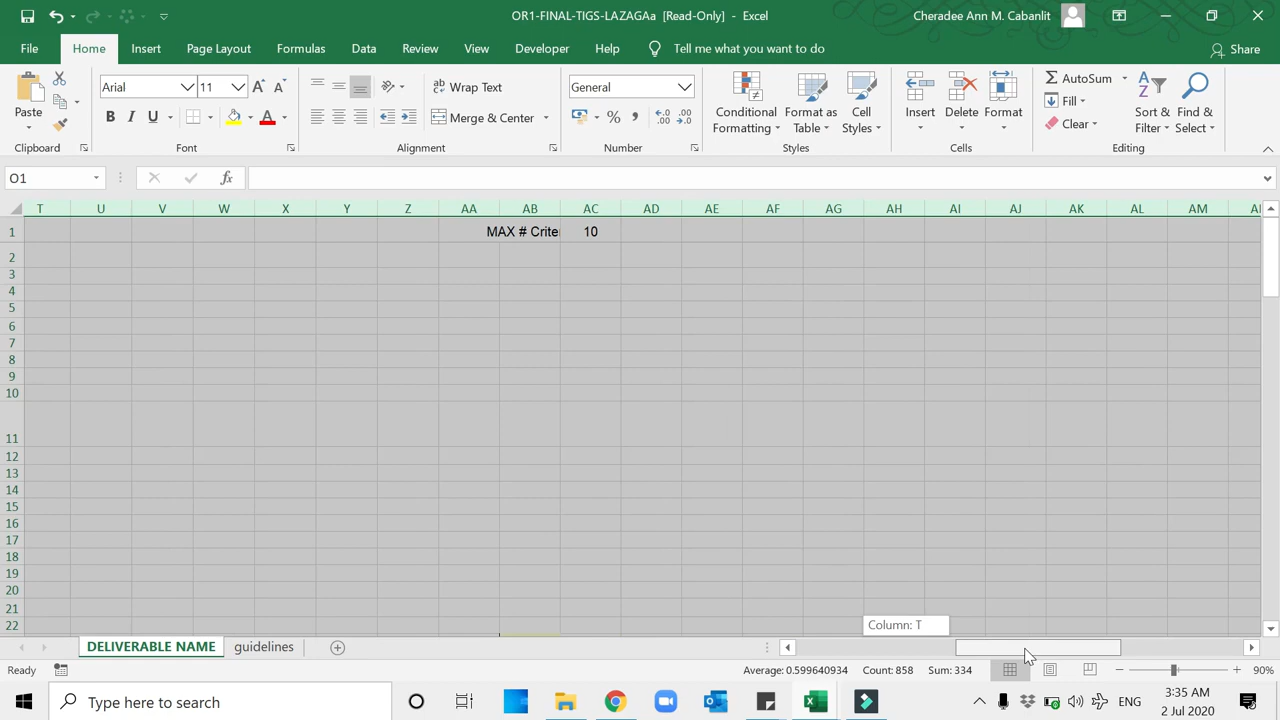 OR1-FINAL-TIGS-LAZAGAa [Read-Only] - Excel
Cheradee Ann M. Cabanlit
File Home Insert Page Layout Formulas Data Review View Developer Help Tell me what you want to do Share
Paste
Clipboard
Arial 11 A A
B I U A
Font
ab Wrap Text
Merge & Center
Alignment
General
% , .0 .00 .00 .0
Number
Conditional Formatting
Format as Table
Cell Styles
Styles
Insert Delete Format
Cells
AutoSum
Fill
Clear
Sort & Filter
Find & Select
Editing
O1 fx
T U V W X Y Z AA AB AC AD AE AF AG AH AI AJ AK AL AM
1 MAX # Crite 10
2
3
4
5
6
7
8
9
10
11
12
13
14
15
16
17
18
19
20
21
22
Column: T
DELIVERABLE NAME guidelines
Ready Average: 0.599640934 Count: 858 Sum: 334 90%
Type here to search ENG 3:35 AM
2 Jul 2020